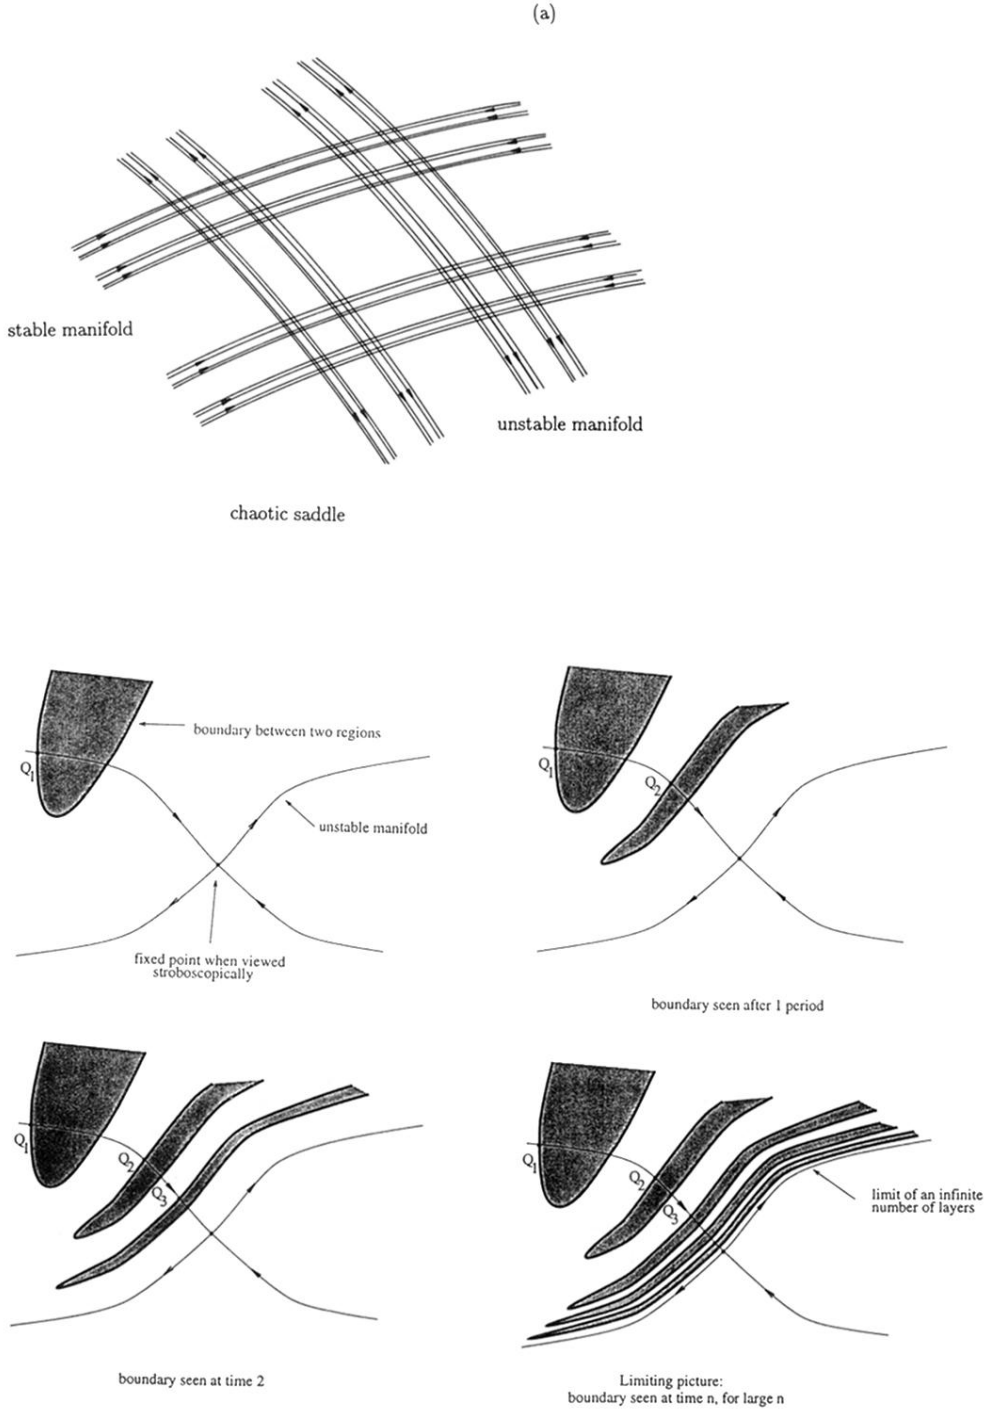 (a)
stable manifold
unstable manifold
chaotic saddle
boundary between two regions
Q1
unstable manifold
fixed point when viewed
stroboscopically
Q1
Q2
boundary seen after 1 period
Q1
Q2
Q3
boundary seen at time 2
Q1
Q2
Q3
limit of an infinite
number of layers
Limiting picture:
boundary seen at time n, for large n